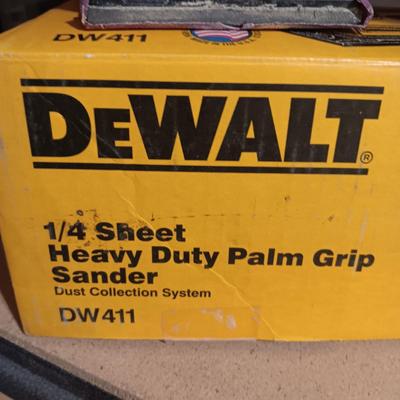 DW411
DEWALT®
1/4 Sheet
Heavy Duty Palm Grip
Sander
Dust Collection System
DW411